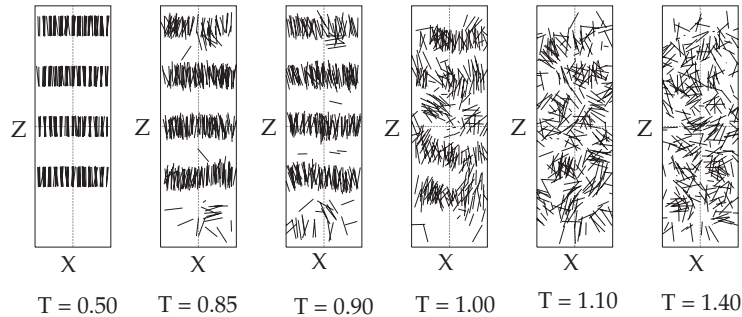 Z Z Z Z Z Z
X X X X X X
T = 0.50 T = 0.85 T = 0.90 T = 1.00 T = 1.10 T = 1.40